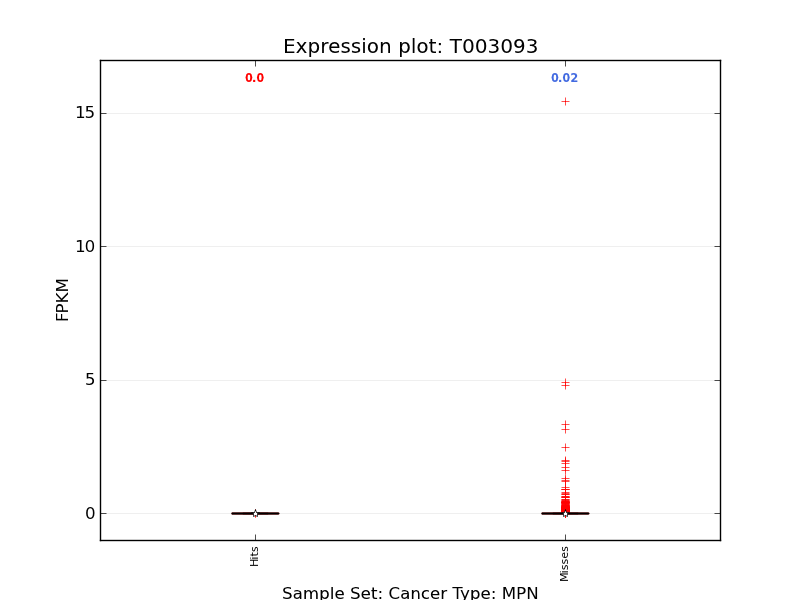 Expression plot: T003093
0.0
0.02
15
10
5
0
FPKM
Hits
Misses
Sample Set: Cancer Type: MPN